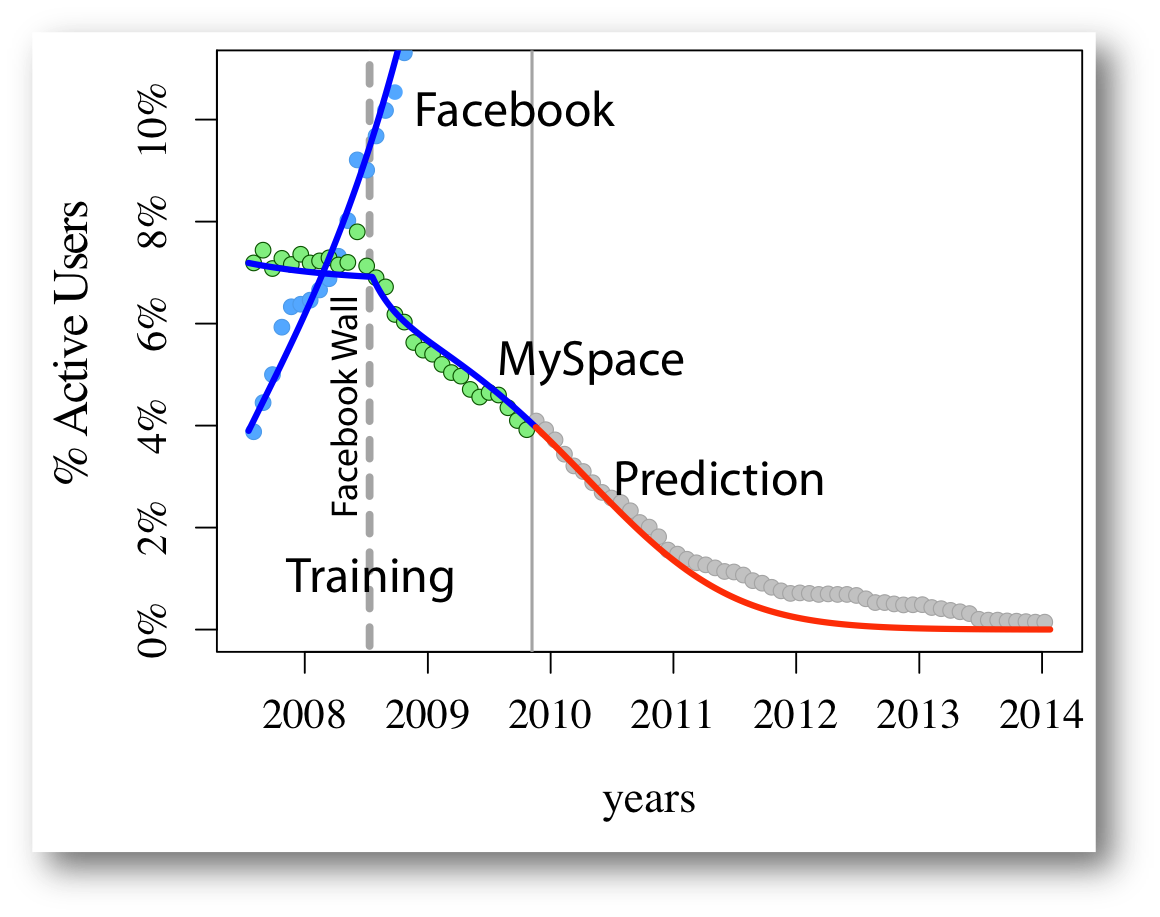 % Active Users
10%
8%
6%
4%
2%
0%
Facebook
MySpace
Prediction
Facebook Wall
Training
2008 2009 2010 2011 2012 2013 2014
years